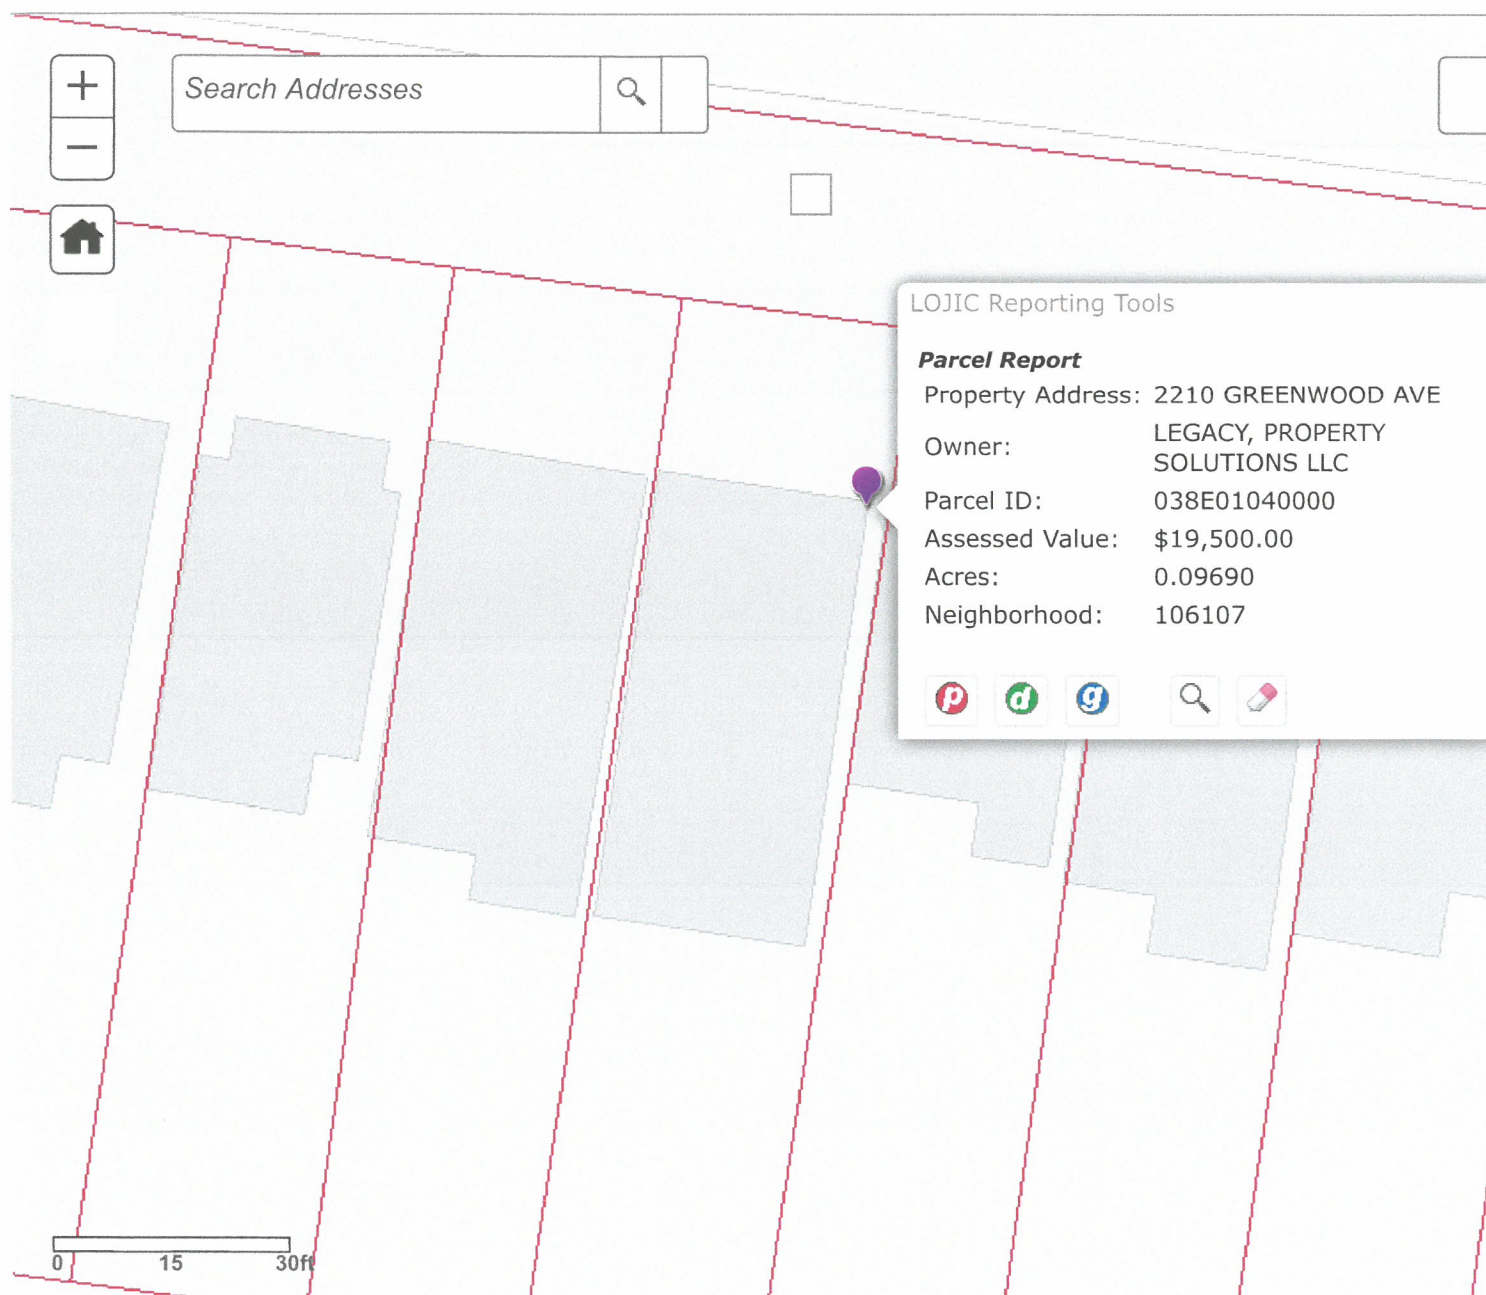 +
Search Addresses
−
LOJIC Reporting Tools
Parcel Report
Property Address: 2210 GREENWOOD AVE
Owner: LEGACY, PROPERTY
SOLUTIONS LLC
Parcel ID: 038E01040000
Assessed Value: $19,500.00
Acres: 0.09690
Neighborhood: 106107
p d g
0 15 30ft